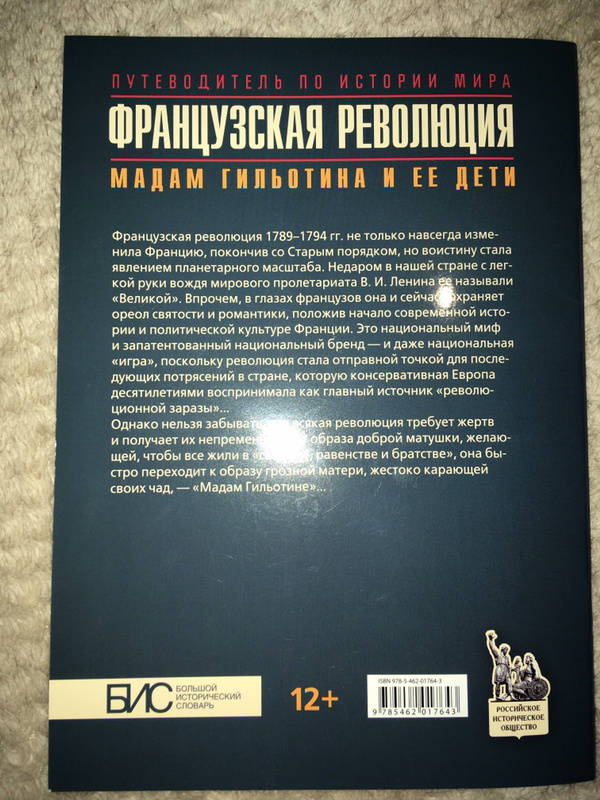 ПУТЕВОДИТЕЛЬ ПО ИСТОРИИ МИРА
ФРАНЦУЗСКАЯ РЕВОЛЮЦИЯ
МАДАМ ГИЛЬОТИНА И ЕЕ ДЕТИ
Французская революция 1789–1794 гг. не только навсегда изме-
нила Францию, покончив со Старым порядком, но воистину стала
явлением планетарного масштаба. Недаром в нашей стране с лег-
кой руки вождя мирового пролетариата В. И. Ленина ее называли
«Великой». Впрочем, в глазах французов она и сейчас сохраняет
ореол святости и романтики, положив начало современной исто-
рии и политической культуре Франции. Это национальный миф
и запатентованный национальный бренд — и даже национальная
«игра», поскольку революция стала отправной точкой для после-
дующих потрясений в стране, которую консервативная Европа
десятилетиями воспринимала как главный источник «револю-
ционной заразы»...
Однако нельзя забывать, всякая революция требует жертв
и получает их образа доброй матушки, желаю-
щей, чтобы все жили в равенстве и братстве», она бы-
стро переходит к образу грозной матери, жестоко карающей
своих чад, — «Мадам Гильотине»...
БИС
БОЛЬШОЙ
ИСТОРИЧЕСКИЙ
СЛОВАРЬ
12+
ISBN 978-5-462-01764-3
9 785462 017643
РОССИЙСКОЕ
ИСТОРИЧЕСКОЕ
ОБЩЕСТВО